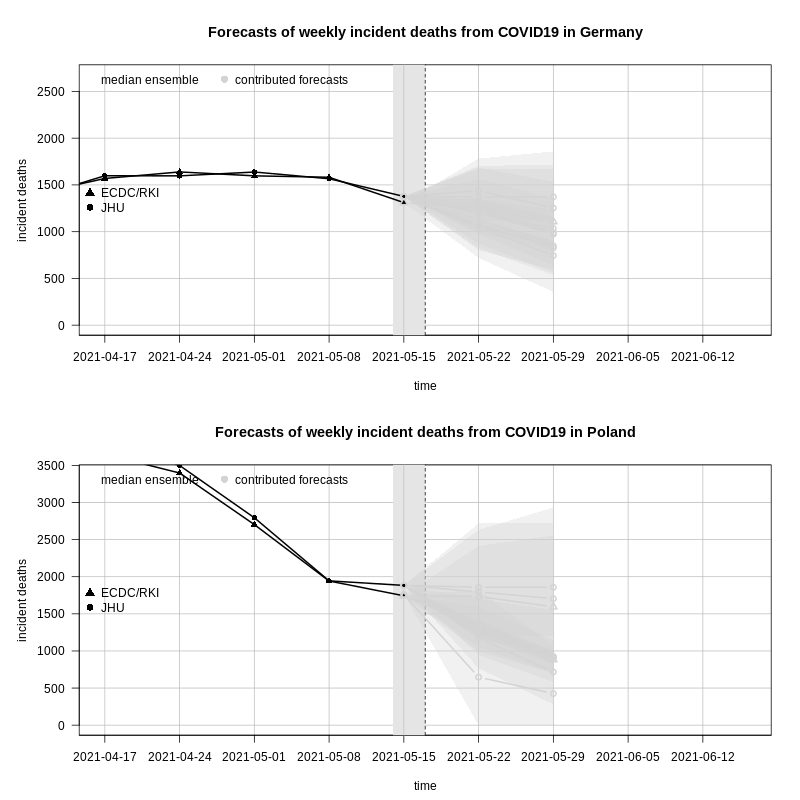 Forecasts of weekly incident deaths from COVID19 in Germany
median ensemble contributed forecasts
2500
2000
1500
1000
500
0
incident deaths
ECDC/RKI
JHU
2021-04-17 2021-04-24 2021-05-01 2021-05-08 2021-05-15 2021-05-22 2021-05-29 2021-06-05 2021-06-12
time
Forecasts of weekly incident deaths from COVID19 in Poland
median ensemble contributed forecasts
3500
3000
2500
2000
1500
1000
500
0
incident deaths
ECDC/RKI
JHU
2021-04-17 2021-04-24 2021-05-01 2021-05-08 2021-05-15 2021-05-22 2021-05-29 2021-06-05 2021-06-12
time